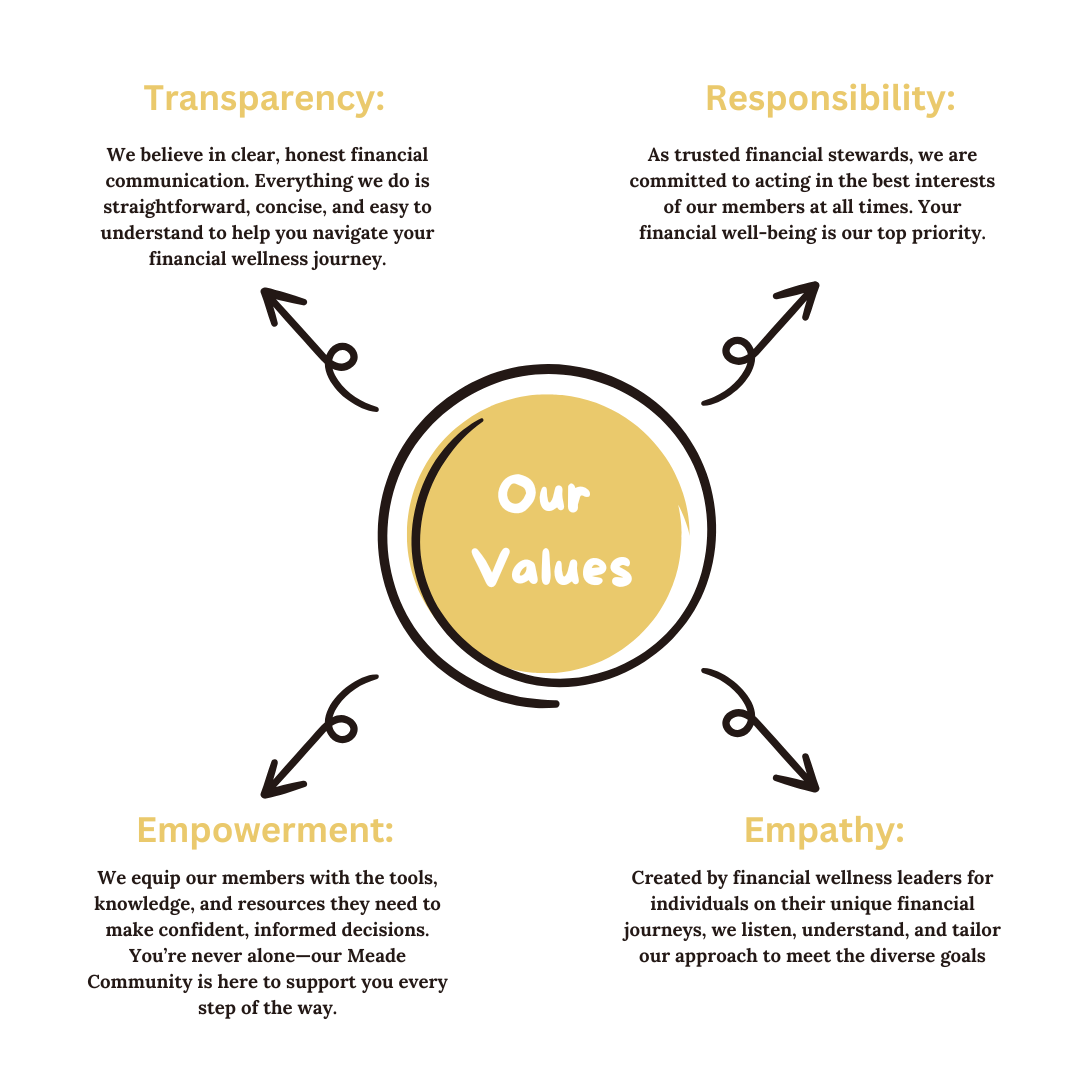 Transparency:
We believe in clear, honest financial
communication. Everything we do is
straightforward, concise, and easy to
understand to help you navigate your
financial wellness journey.
Responsibility:
As trusted financial stewards, we are
committed to acting in the best interests
of our members at all times. Your
financial well-being is our top priority.
Our
Values
Empowerment:
We equip our members with the tools,
knowledge, and resources they need to
make confident, informed decisions.
You’re never alone—our Meade
Community is here to support you every
step of the way.
Empathy:
Created by financial wellness leaders for
individuals on their unique financial
journeys, we listen, understand, and tailor
our approach to meet the diverse goals